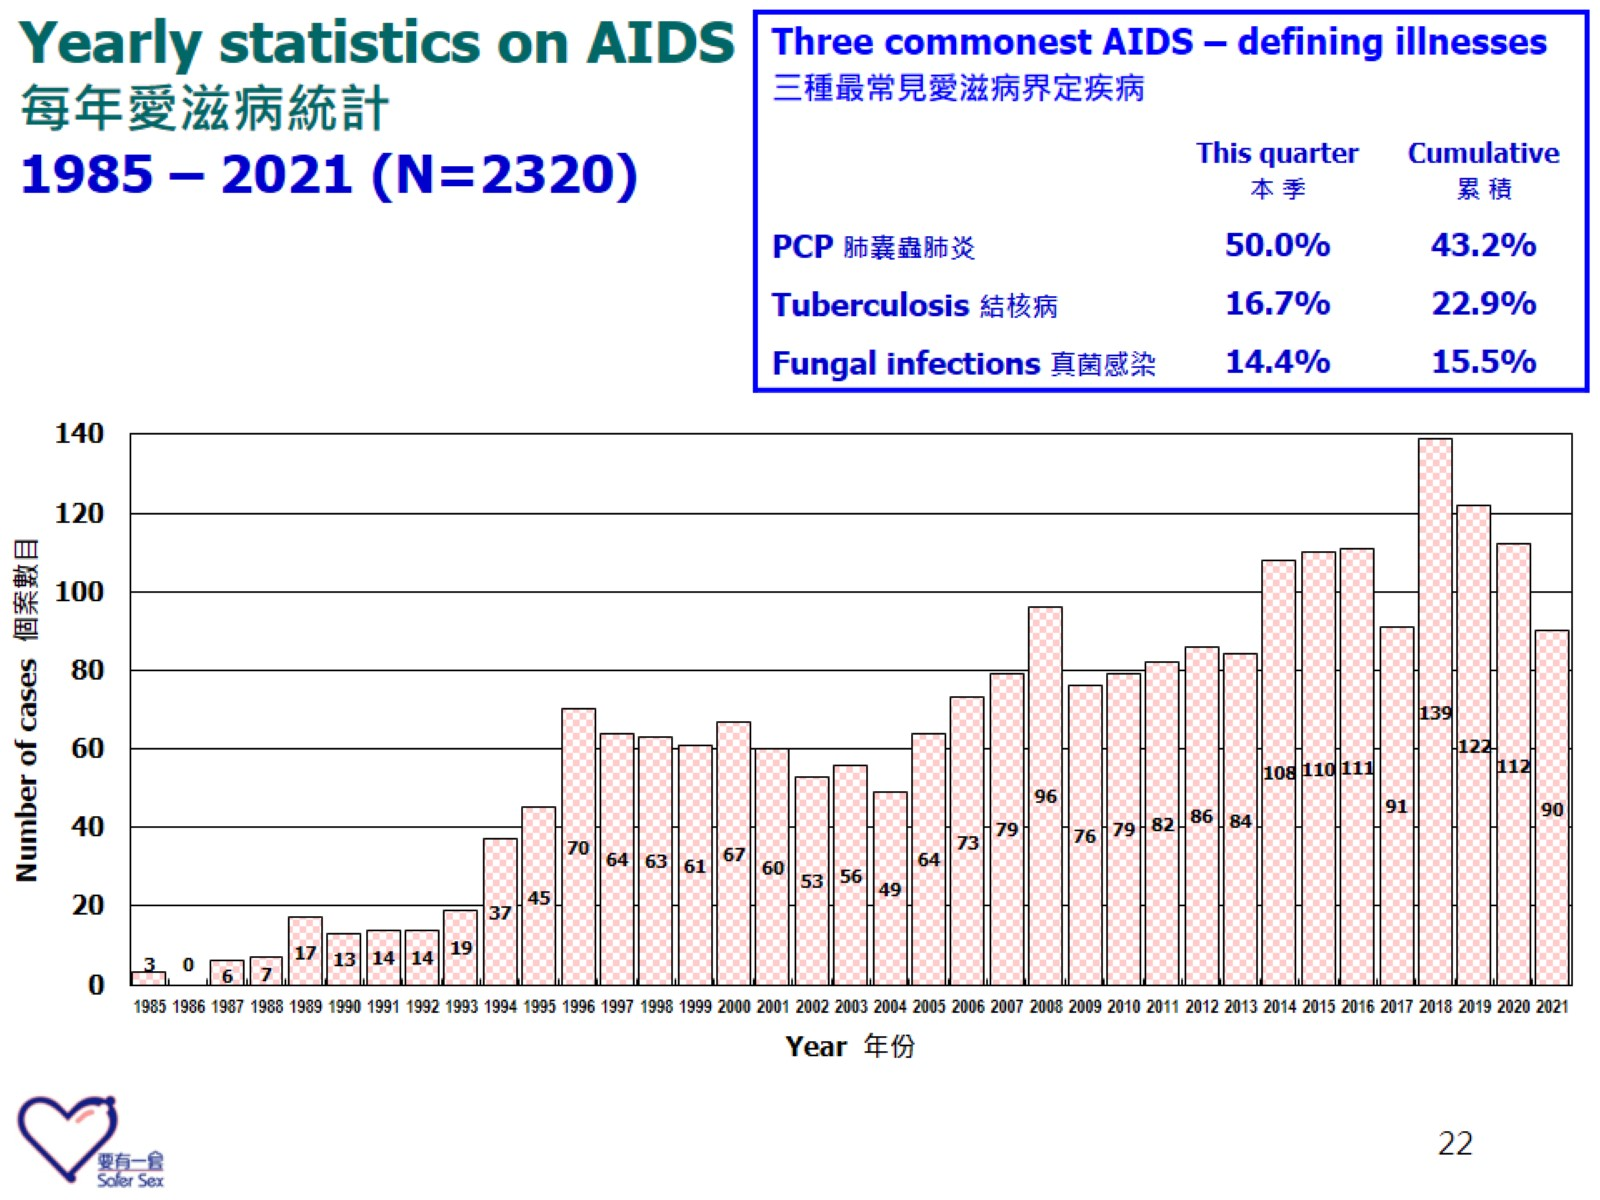 Yearly statistics on AIDS
每年愛滋病統計
1985 – 2021 (N=2320)
Three commonest AIDS – defining illnesses
三種最常見愛滋病界定疾病
This quarter Cumulative
本季 累積
PCP 肺囊蟲肺炎 50.0% 43.2%
Tuberculosis 結核病 16.7% 22.9%
Fungal infections 真菌感染 14.4% 15.5%
Number of cases 個案數目
140
120
100
80
60
40
20
0
3 0 6 7 17 13 14 14 19 37 45 70 64 63 61 67 60 53 56 49 64 73 79 96 76 79 82 86 84 108 110 111 91 139 122 112 90
1985 1986 1987 1988 1989 1990 1991 1992 1993 1994 1995 1996 1997 1998 1999 2000 2001 2002 2003 2004 2005 2006 2007 2008 2009 2010 2011 2012 2013 2014 2015 2016 2017 2018 2019 2020 2021
Year 年份
要有一套
Safer Sex
22